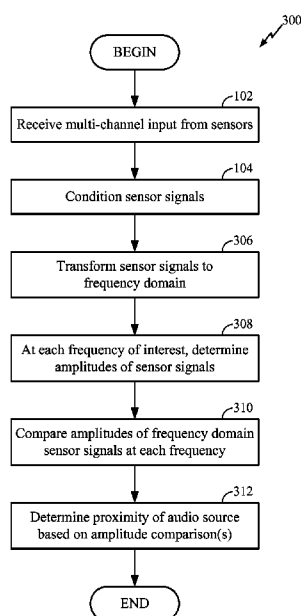 300
BEGIN
102
Receive multi-channel input from sensors
104
Condition sensor signals
306
Transform sensor signals to
frequency domain
308
At each frequency of interest, determine
amplitudes of sensor signals
310
Compare amplitudes of frequency domain
sensor signals at each frequency
312
Determine proximity of audio source
based on amplitude comparison(s)
END